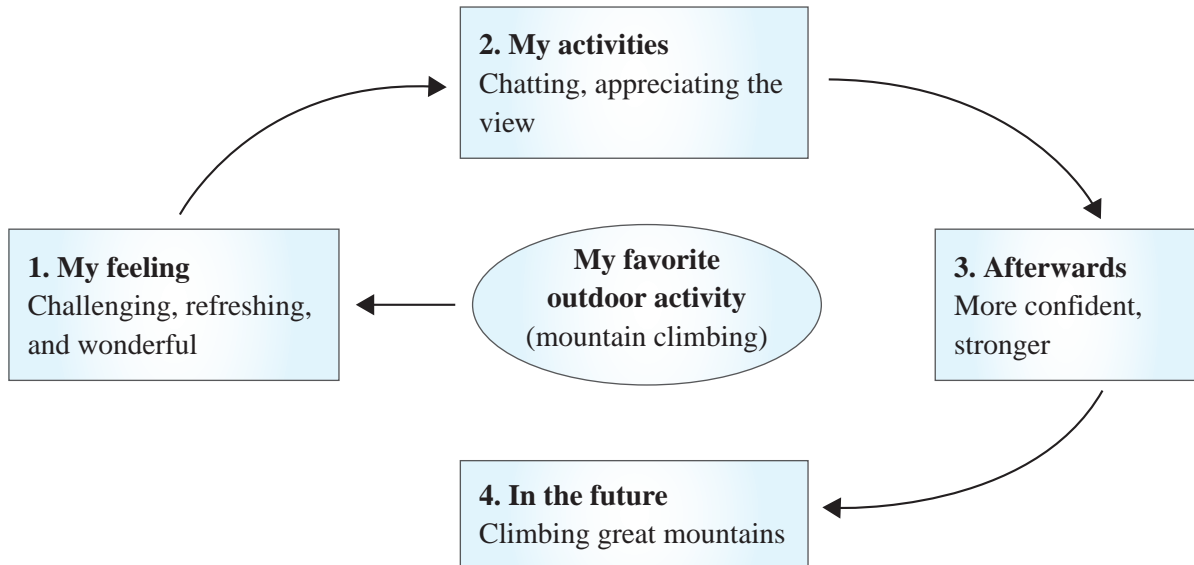 My favorite
outdoor activity
(mountain climbing)
1. My feeling
Challenging, refreshing,
and wonderful
2. My activities
Chatting, appreciating the
view
3. Afterwards
More confident,
stronger
4. In the future
Climbing great mountains